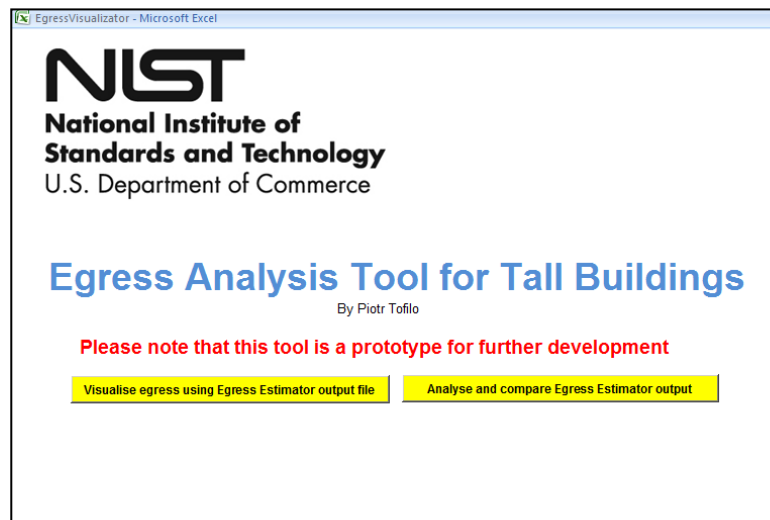 EgressVisualizator - Microsoft Excel
NIST
National Institute of
Standards and Technology
U.S. Department of Commerce
Egress Analysis Tool for Tall Buildings
By Piotr Tofilo
Please note that this tool is a prototype for further development
Visualise egress using Egress Estimator output file
Analyse and compare Egress Estimator output